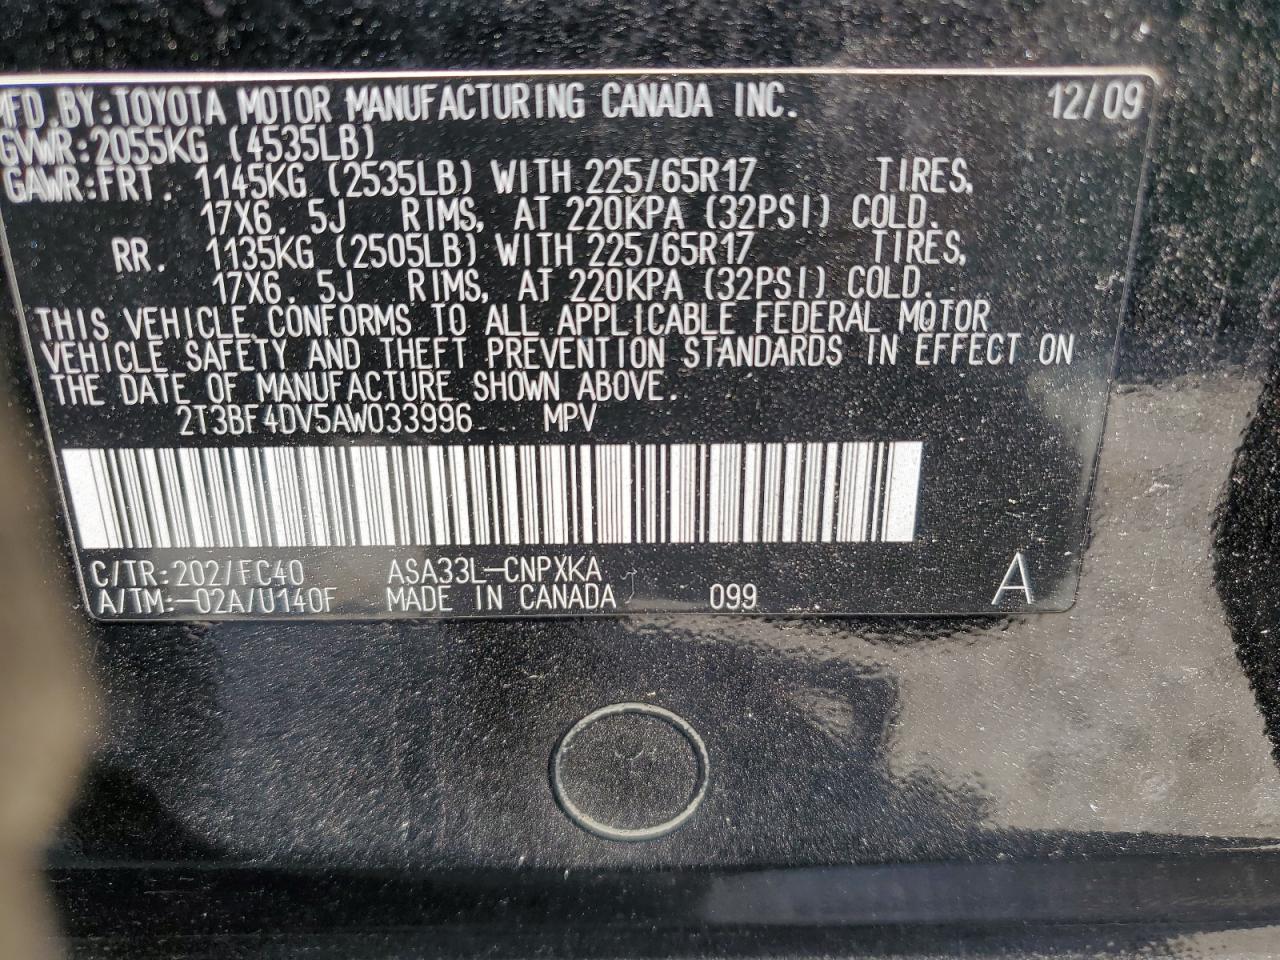 MFD.BY:TOYOTA MOTOR MANUFACTURING CANADA INC. 12/09
GVWR:2055KG (4535LB)
GAWR:FRT. 1145KG (2535LB) WITH 225/65R17 TIRES,
17X6.5J RIMS, AT 220KPA (32PSI) COLD.
RR. 1135KG (2505LB) WITH 225/65R17 TIRES,
17X6.5J RIMS, AT 220KPA (32PSI) COLD.
THIS VEHICLE CONFORMS TO ALL APPLICABLE FEDERAL MOTOR
VEHICLE SAFETY AND THEFT PREVENTION STANDARDS IN EFFECT ON
THE DATE OF MANUFACTURE SHOWN ABOVE.
2T3BF4DV5AW033996 MPV
C/TR:202/FC40 ASA33L-CNPXKA
A/TM:-02A/U140F MADE IN CANADA 099 A